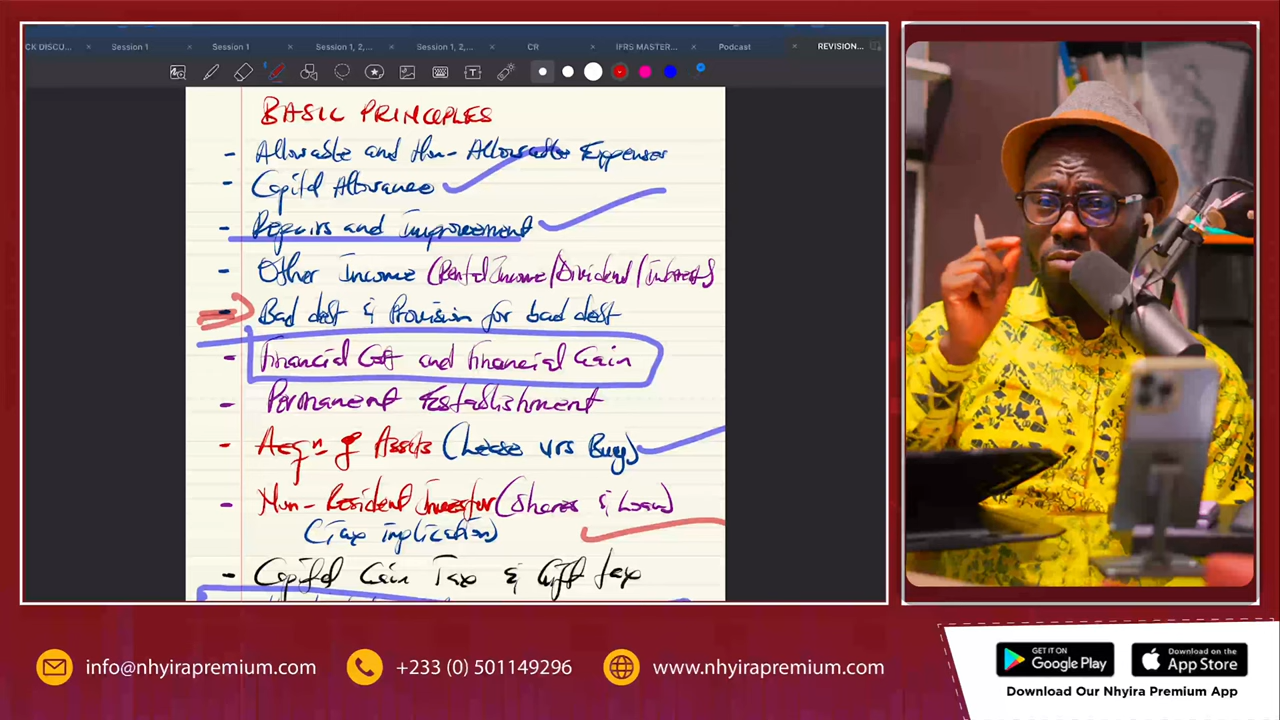 CK DISCU...
Session 1
Session 1
Session 1, 2,...
Session 1, 2,...
CR
IFRS MASTER...
Podcast
REVISION...
BASIC PRINCIPLES
- Allowable and Non-Allowable Expenses
- Capital Allowance
- Repairs and Improvement
- Other Income (Rental Income/Dividend/Interest)
- Bad debt & Provision for bad debt
- Financial Cost and Financial Gain
- Permanent Establishment
- Acqn of Assets (Lease vrs Buy)
- Non-Resident Investor (Shares & Loan)
(Tax implication)
- Capital Gain Tax & Gift tax
info@nhyirapremium.com
+233 (0) 501149296
www.nhyirapremium.com
GET IT ON
Google Play
Download on the
App Store
Download Our Nhyira Premium App